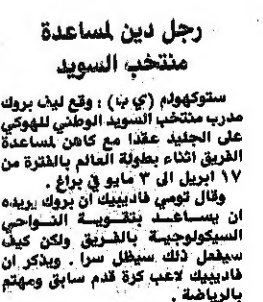 رجل دين لمساعدة
منتخب السويد
ستوكهولم (ي ب) : وقع ليف بروك
مدرب منتخب السويد الوطني للهوكي
على الجليد عقدا مع كاهن لمساعدة
الفريق اثناء بطولة العالم بالفترة من
١٧ ابريل الى ٣ مايو في براغ .
وقال تومي فاديبيك ان بروك يريده
ان يساعد بتقوية النواحي
السيكولوجية بالفريق ولكن كيف
سيفعل ذلك سيظل سرا . ويذكر ان
فاديبيك لاعب كرة قدم سابق ومهتم
بالرياضة .